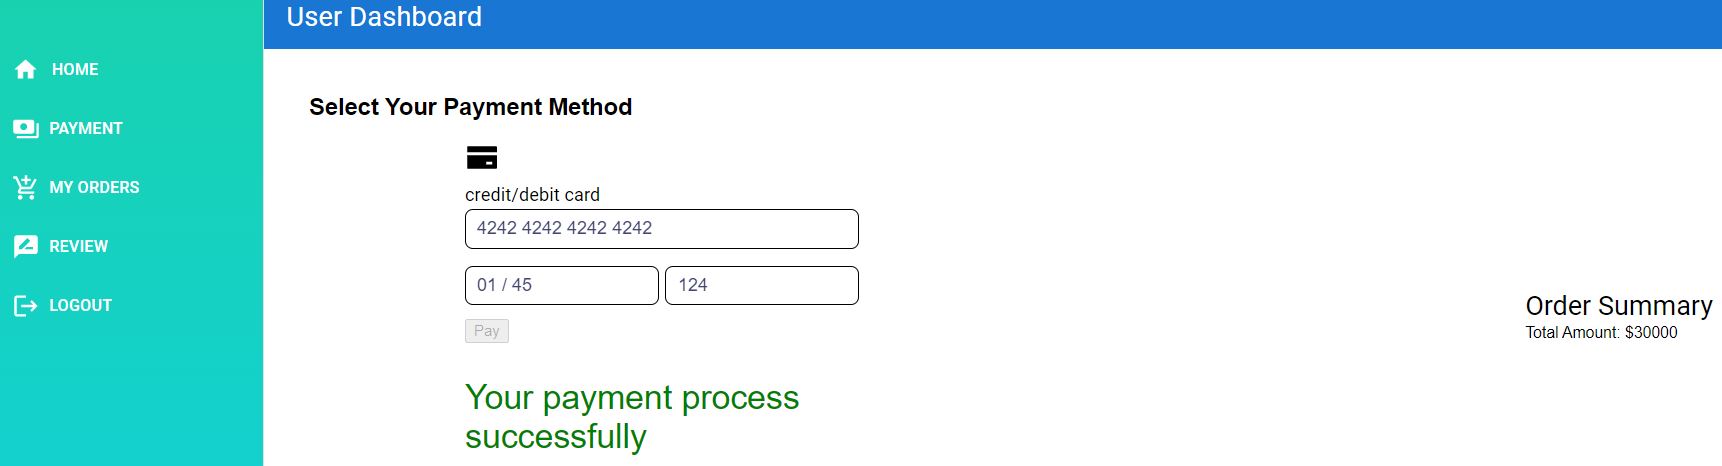 User Dashboard
HOME
PAYMENT
MY ORDERS
REVIEW
LOGOUT
Select Your Payment Method
credit/debit card
4242 4242 4242 4242
01 / 45
124
Pay
Your payment process
successfully
Order Summary
Total Amount: $30000